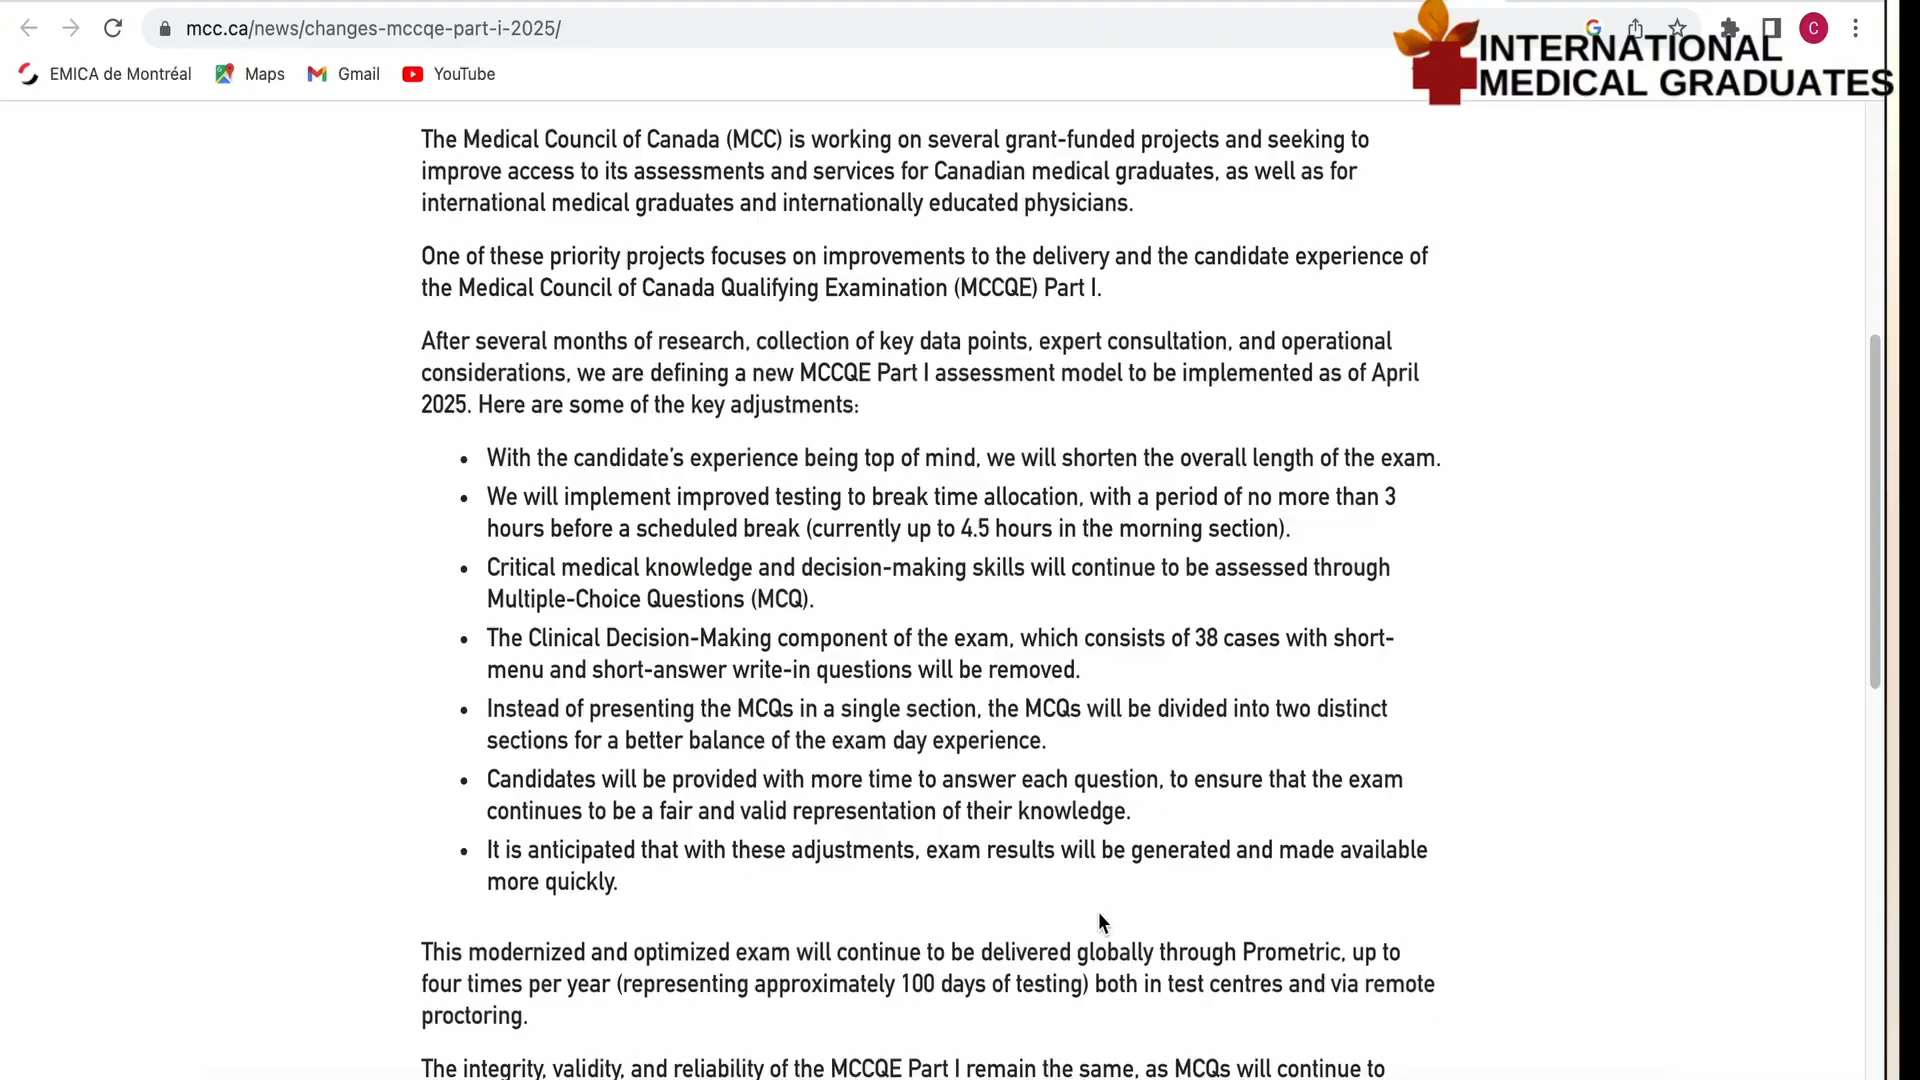 mcc.ca/news/changes-mccqe-part-i-2025/
C
INTERNATIONAL
MEDICAL GRADUATES
EMICA de Montréal
Maps
Gmail
YouTube
The Medical Council of Canada (MCC) is working on several grant-funded projects and seeking to
improve access to its assessments and services for Canadian medical graduates, as well as for
international medical graduates and internationally educated physicians.
One of these priority projects focuses on improvements to the delivery and the candidate experience of
the Medical Council of Canada Qualifying Examination (MCCQE) Part I.
After several months of research, collection of key data points, expert consultation, and operational
considerations, we are defining a new MCCQE Part I assessment model to be implemented as of April
2025. Here are some of the key adjustments:
• With the candidate's experience being top of mind, we will shorten the overall length of the exam.
• We will implement improved testing to break time allocation, with a period of no more than 3
hours before a scheduled break (currently up to 4.5 hours in the morning section).
• Critical medical knowledge and decision-making skills will continue to be assessed through
Multiple-Choice Questions (MCQ).
• The Clinical Decision-Making component of the exam, which consists of 38 cases with short-
menu and short-answer write-in questions will be removed.
• Instead of presenting the MCQs in a single section, the MCQs will be divided into two distinct
sections for a better balance of the exam day experience.
• Candidates will be provided with more time to answer each question, to ensure that the exam
continues to be a fair and valid representation of their knowledge.
• It is anticipated that with these adjustments, exam results will be generated and made available
more quickly.
This modernized and optimized exam will continue to be delivered globally through Prometric, up to
four times per year (representing approximately 100 days of testing) both in test centres and via remote
proctoring.
The integrity, validity, and reliability of the MCCQE Part I remain the same, as MCQs will continue to